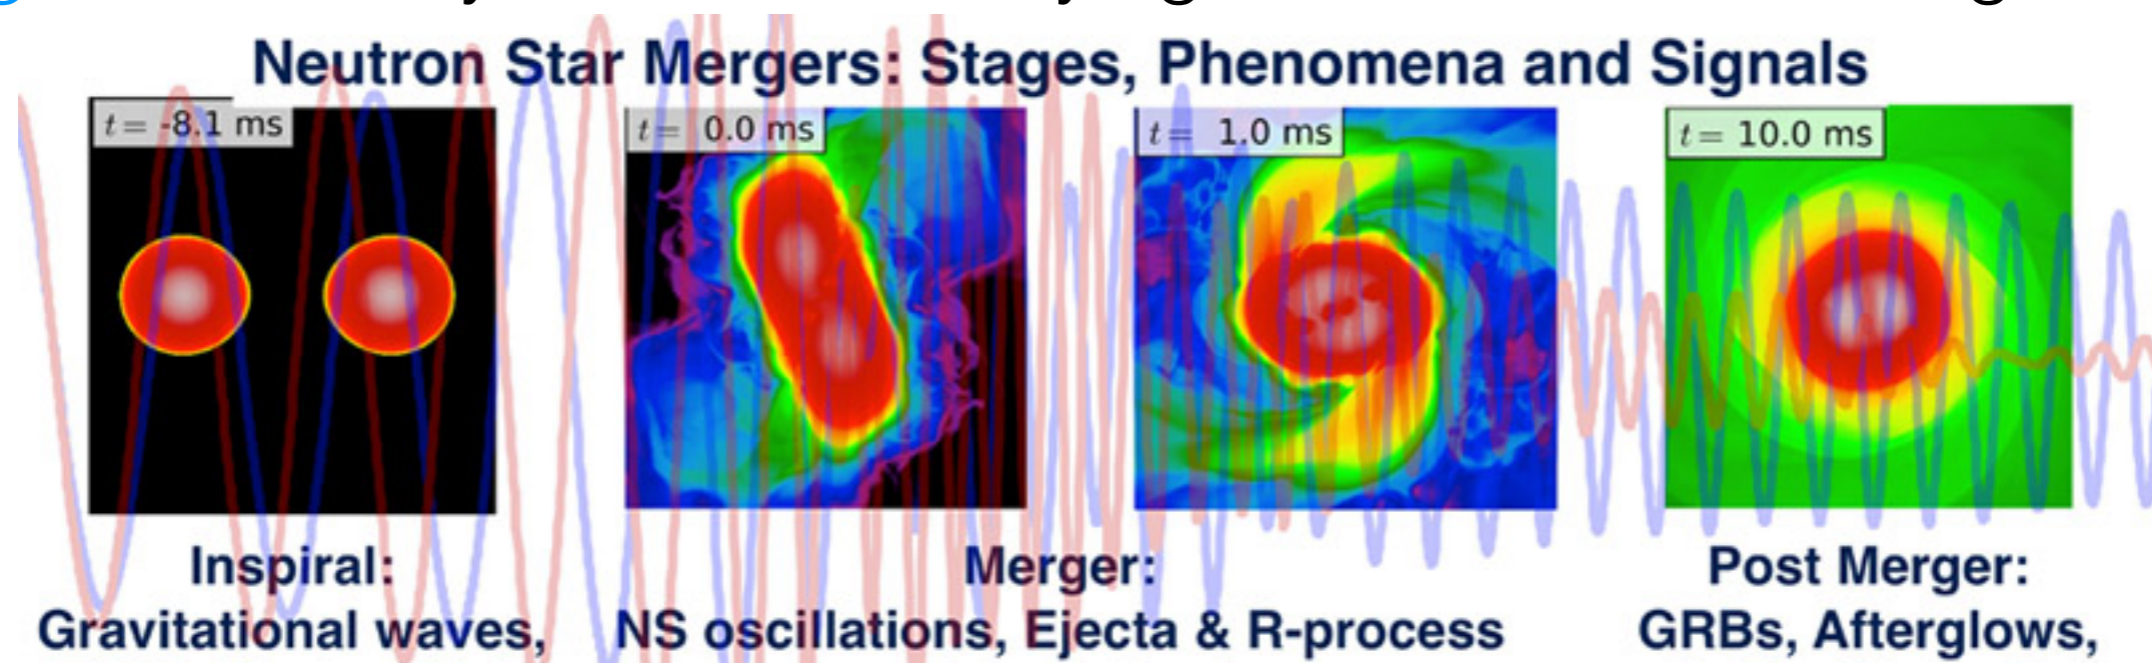 Neutron Star Mergers: Stages, Phenomena and Signals
t = -8.1 ms
t = 0.0 ms
t = 1.0 ms
t = 10.0 ms
Inspiral:
Gravitational waves,
Merger:
NS oscillations, Ejecta & R-process
Post Merger:
GRBs, Afterglows,